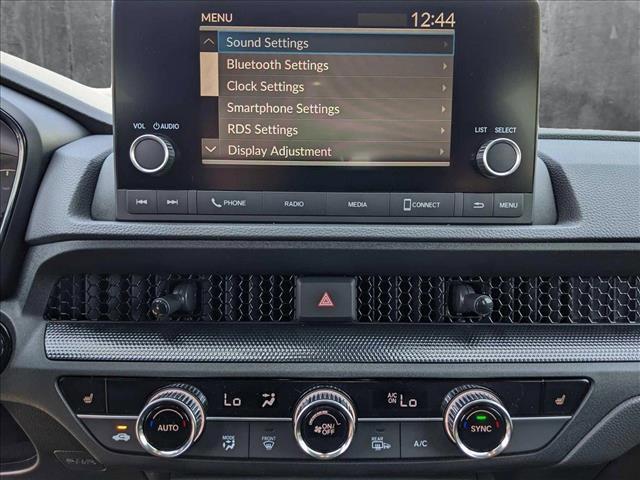 MENU 12:44
Sound Settings
Bluetooth Settings
Clock Settings
Smartphone Settings
RDS Settings
Display Adjustment
VOL AUDIO
LIST SELECT
PHONE RADIO MEDIA CONNECT MENU
Lo A/C ON Lo
AUTO ON/OFF SYNC
MODE FRONT REAR A/C